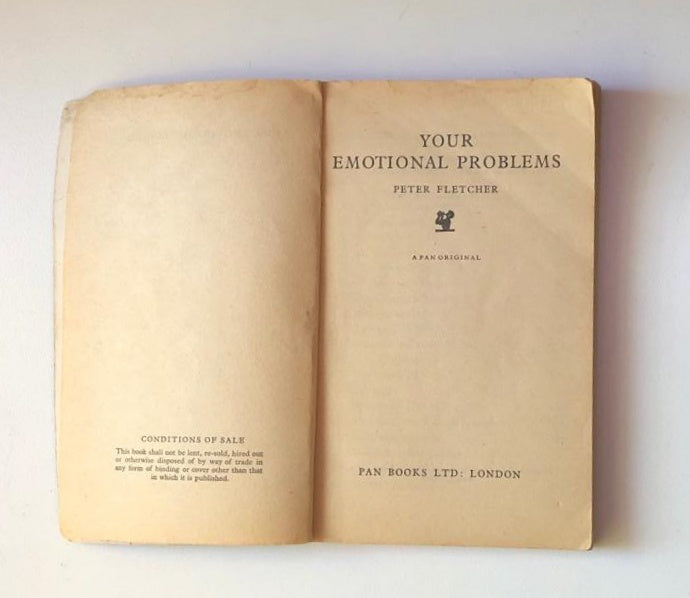 CONDITIONS OF SALE
This book shall not be lent, re-sold, hired out
or otherwise disposed of by way of trade in
any form of binding or cover other than that
in which it is published.
YOUR
EMOTIONAL PROBLEMS
PETER FLETCHER
A PAN ORIGINAL
PAN BOOKS LTD: LONDON